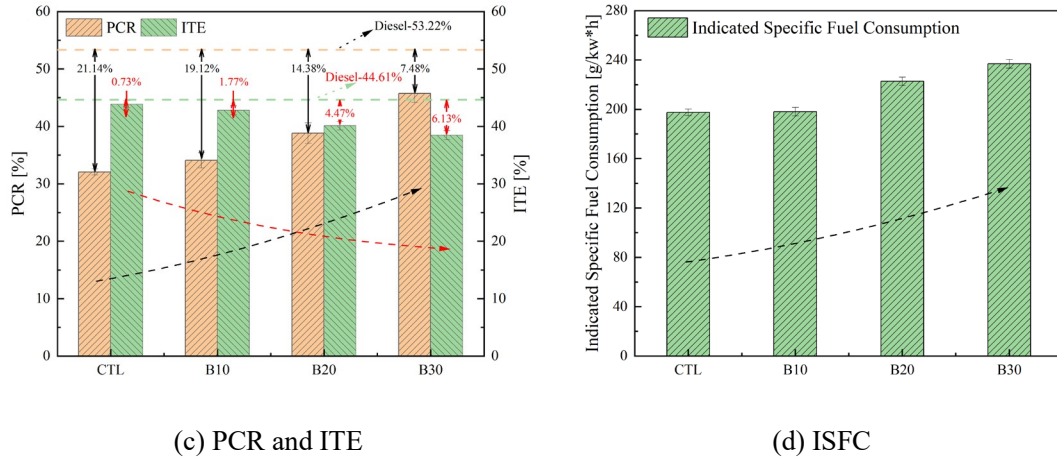 (c)
PCR
ITE
Diesel-53.22%
21.14%
0.73%
19.12%
1.77%
14.38%
Diesel-44.61%
4.47%
7.48%
6.13%
PCR [%]
60
50
40
30
20
10
0
ITE [%]
60
50
40
30
20
10
0
CTL B10 B20 B30
(d)
Indicated Specific Fuel Consumption
Indicated Specific Fuel Consumption [g/kw*h]
280
240
200
160
120
80
40
0
CTL B10 B20 B30
(c) PCR and ITE
(d) ISFC